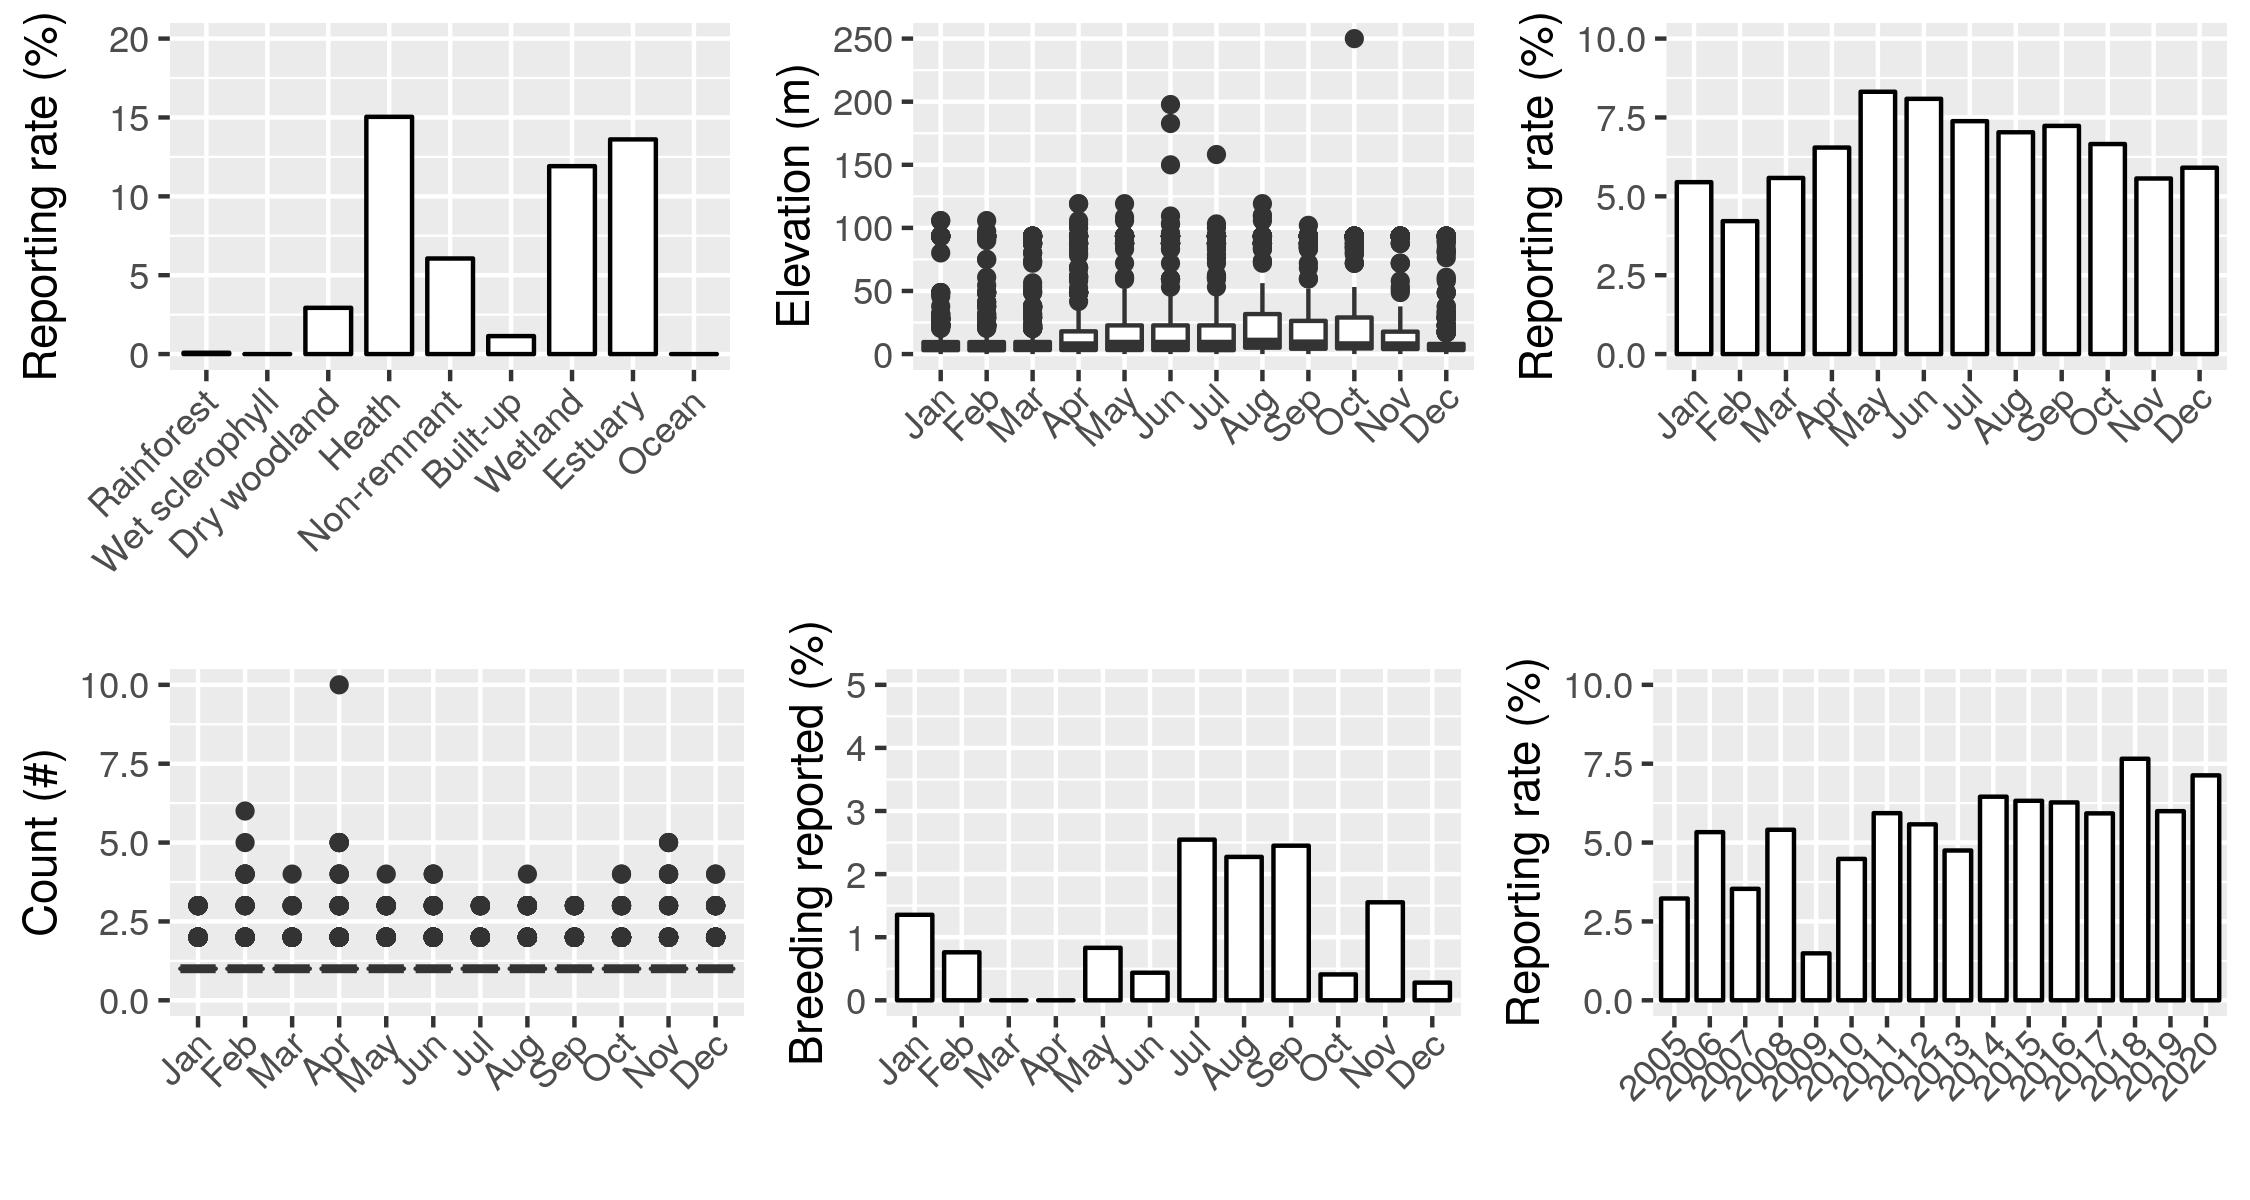 Reporting rate (%)
20
15
10
5
0
Rainforest
Wet sclerophyll
Dry woodland
Heath
Non-remnant
Built-up
Wetland
Estuary
Ocean
Elevation (m)
250
200
150
100
50
0
Jan
Feb
Mar
Apr
May
Jun
Jul
Aug
Sep
Oct
Nov
Dec
Reporting rate (%)
10.0
7.5
5.0
2.5
0.0
Jan
Feb
Mar
Apr
May
Jun
Jul
Aug
Sep
Oct
Nov
Dec
Count (#)
10.0
7.5
5.0
2.5
0.0
Jan
Feb
Mar
Apr
May
Jun
Jul
Aug
Sep
Oct
Nov
Dec
Breeding reported (%)
5
4
3
2
1
0
Jan
Feb
Mar
Apr
May
Jun
Jul
Aug
Sep
Oct
Nov
Dec
Reporting rate (%)
10.0
7.5
5.0
2.5
0.0
2005
2006
2007
2008
2009
2010
2011
2012
2013
2014
2015
2016
2017
2018
2019
2020